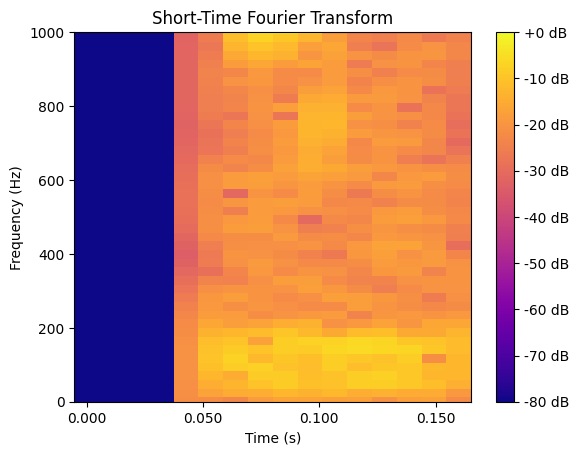 Short-Time Fourier Transform
Frequency (Hz)
1000
800
600
400
200
0
0.000
0.050
0.100
0.150
Time (s)
+0 dB
-10 dB
-20 dB
-30 dB
-40 dB
-50 dB
-60 dB
-70 dB
-80 dB